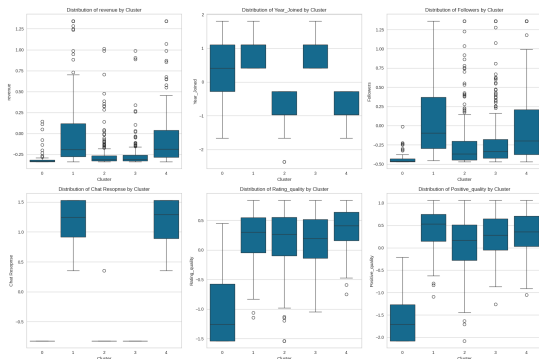 Distribution of revenue by Cluster
Distribution of Year_Joined by Cluster
Distribution of Followers by Cluster
revenue
1.25
1.00
0.75
0.50
0.25
0.00
-0.25
0 1 2 3 4
Cluster
Year_Joined
2
1
0
-1
-2
0 1 2 3 4
Cluster
Followers
1.25
1.00
0.75
0.50
0.25
0.00
-0.25
-0.50
0 1 2 3 4
Cluster
Distribution of Chat Response by Cluster
Distribution of Rating_quality by Cluster
Distribution of Positive_quality by Cluster
Chat Response
1.5
1.0
0.5
0.0
-0.5
0 1 2 3 4
Cluster
Rating_quality
0.5
0.0
-0.5
-1.0
-1.5
0 1 2 3 4
Cluster
Positive_quality
1.0
0.5
0.0
-0.5
-1.0
-1.5
-2.0
0 1 2 3 4
Cluster